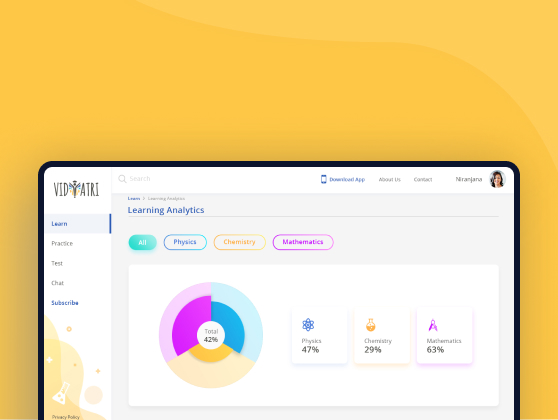 VIDYATRI
Search
Download App
About Us
Contact
Niranjana
Learn > Learning Analytics
Learning Analytics
Learn
Practice
Test
Chat
Subscribe
All
Physics
Chemistry
Mathematics
Total
42%
Physics
47%
Chemistry
29%
Mathematics
63%
Privacy Policy